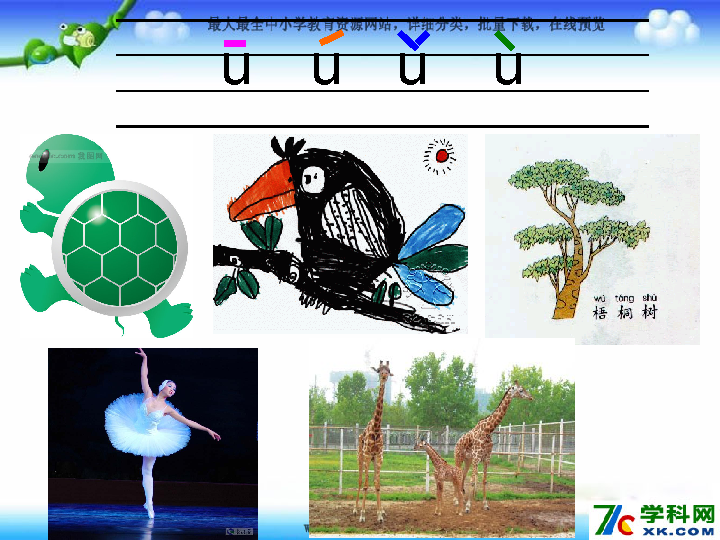 最大最全中小学教育资源网站，详细分类，批量下载，在线预览
ū ú ǔ ù
wú tóng shù
梧桐树
学科网
XK.COM